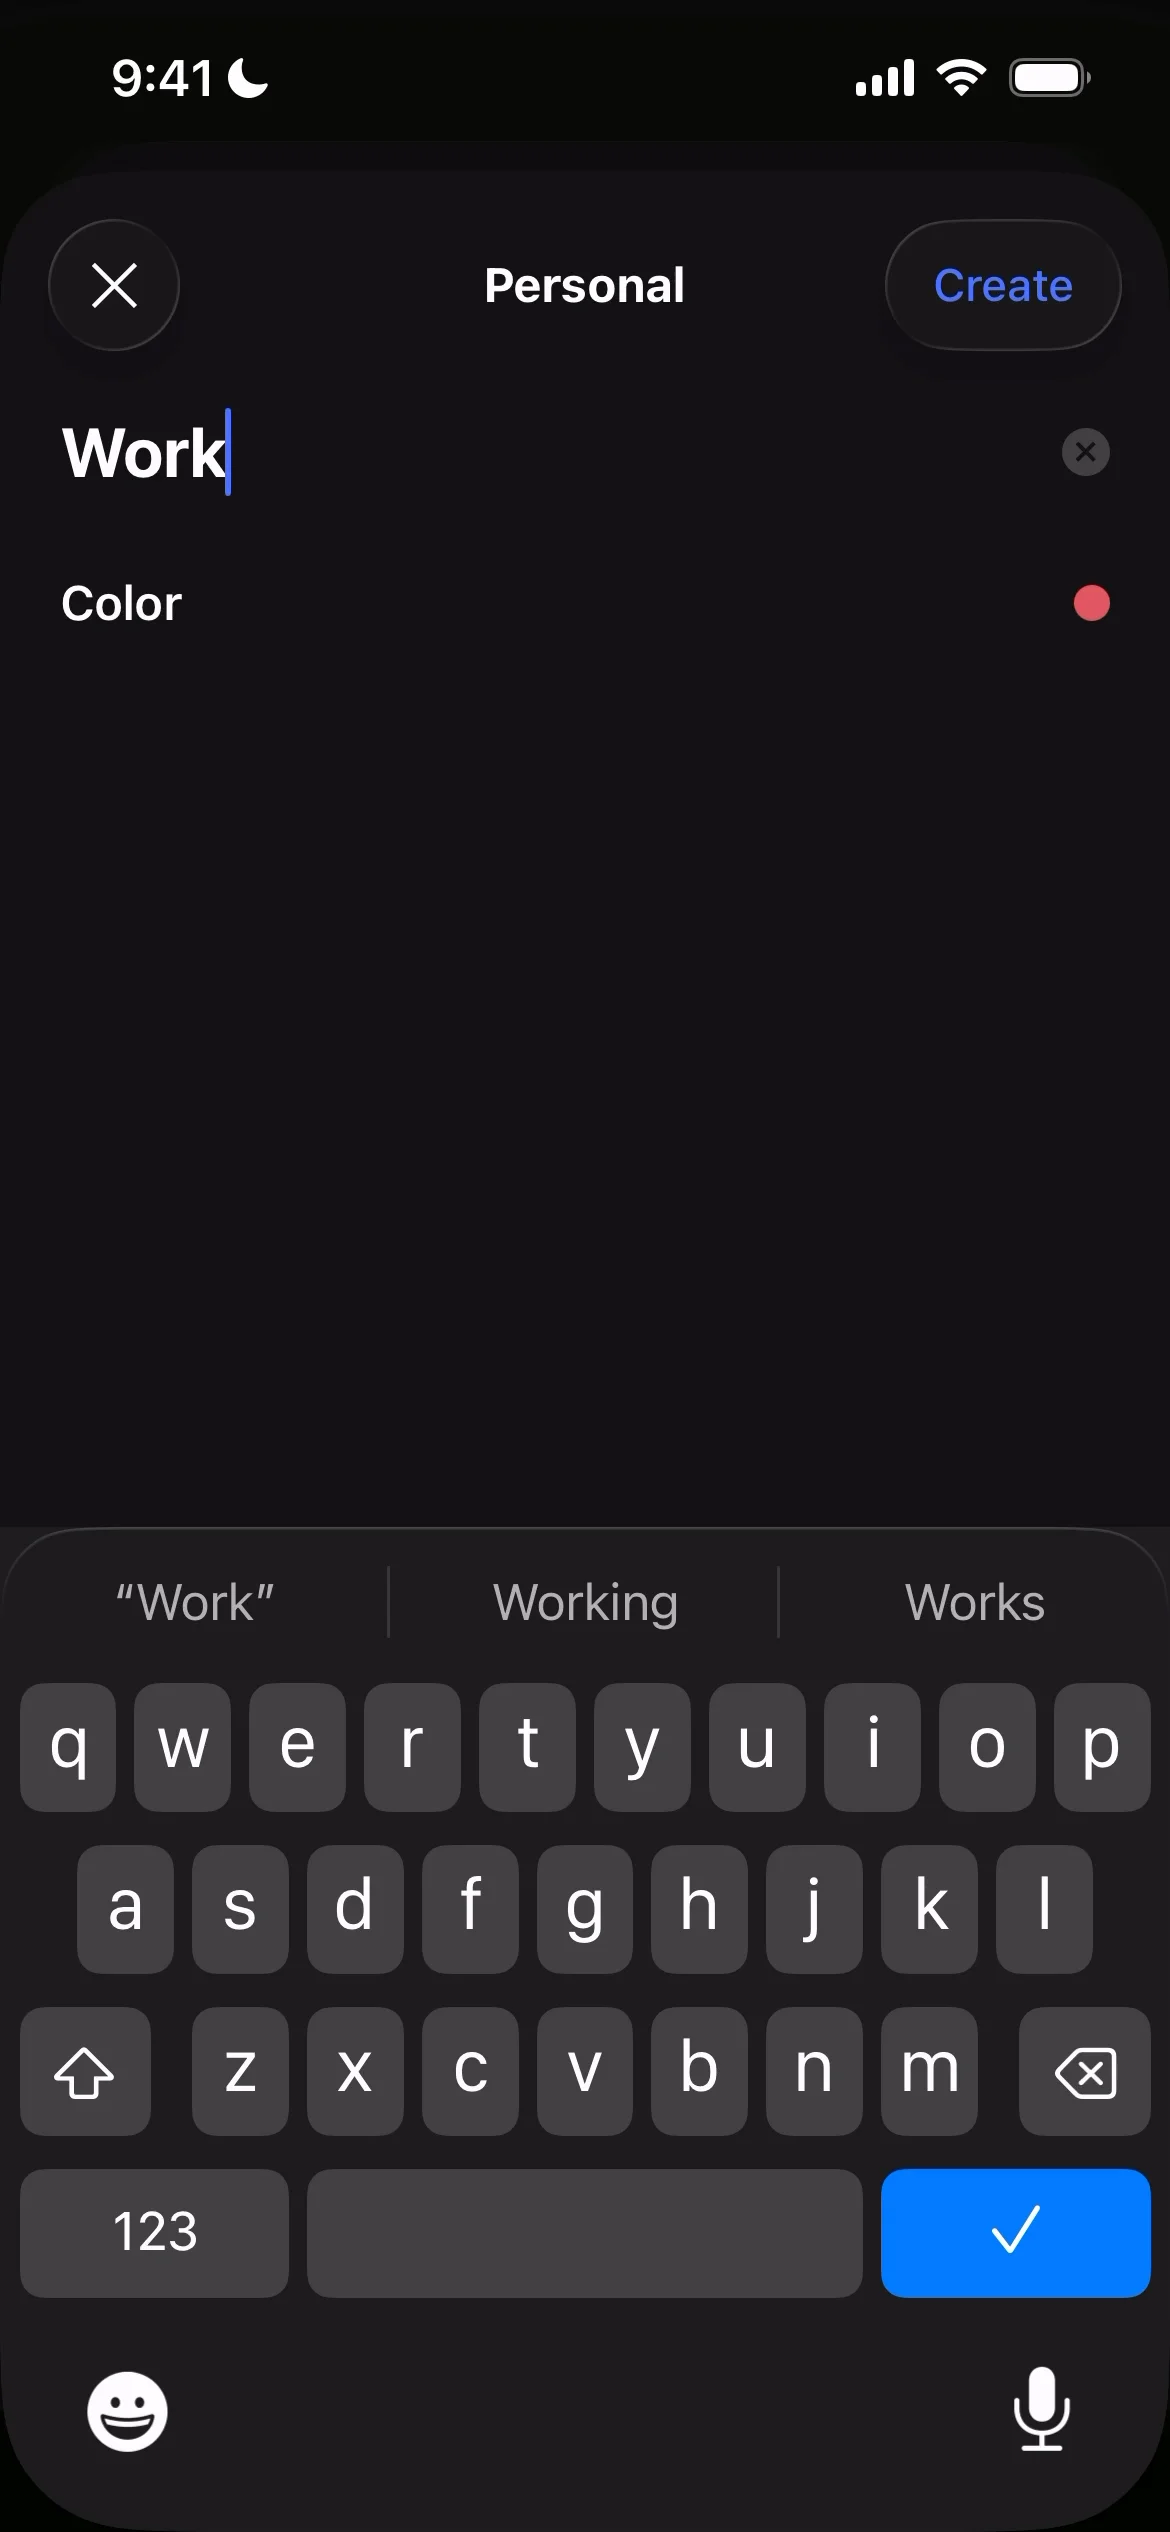 9:41
Personal
Create
Work
Color
“Work”
Working
Works
q w e r t y u i o p
a s d f g h j k l
z x c v b n m
123